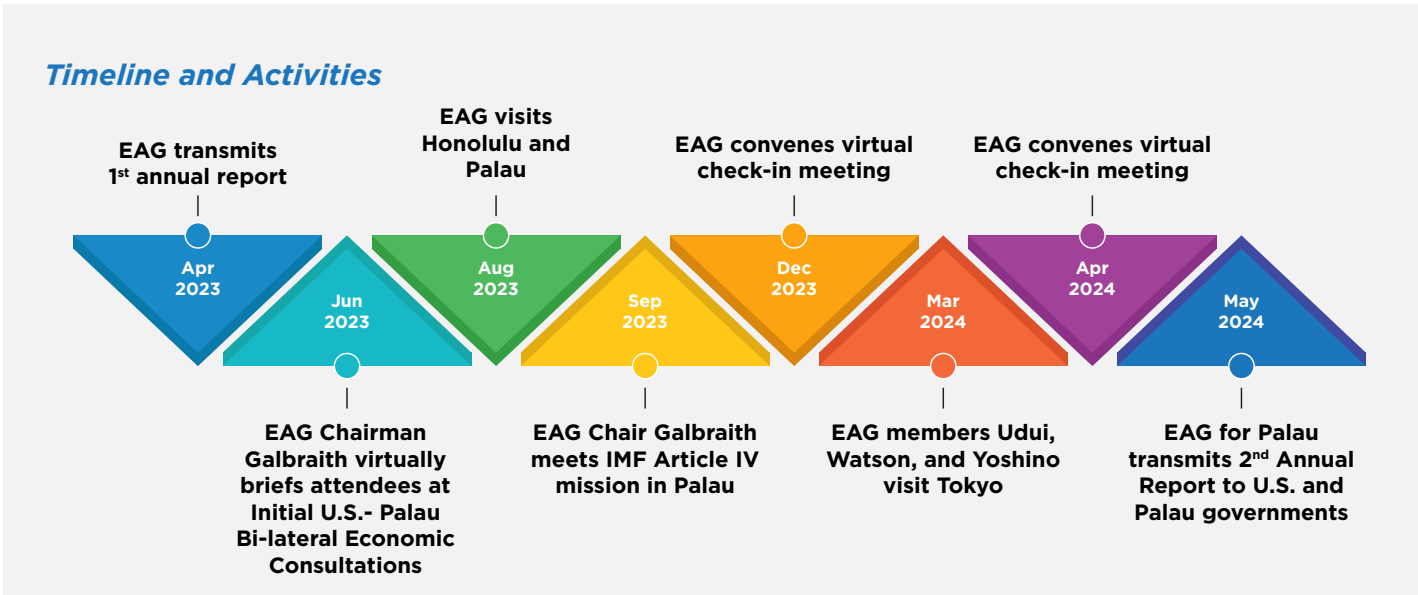 Timeline and Activities
EAG transmits
1st annual report
Apr
2023
Jun
2023
EAG Chairman
Galbraith virtually
briefs attendees at
Initial U.S.- Palau
Bi-lateral Economic
Consultations
EAG visits
Honolulu and
Palau
Aug
2023
Sep
2023
EAG Chair Galbraith
meets IMF Article IV
mission in Palau
EAG convenes virtual
check-in meeting
Dec
2023
Mar
2024
EAG members Udui,
Watson, and Yoshino
visit Tokyo
EAG convenes virtual
check-in meeting
Apr
2024
May
2024
EAG for Palau
transmits 2nd Annual
Report to U.S. and
Palau governments